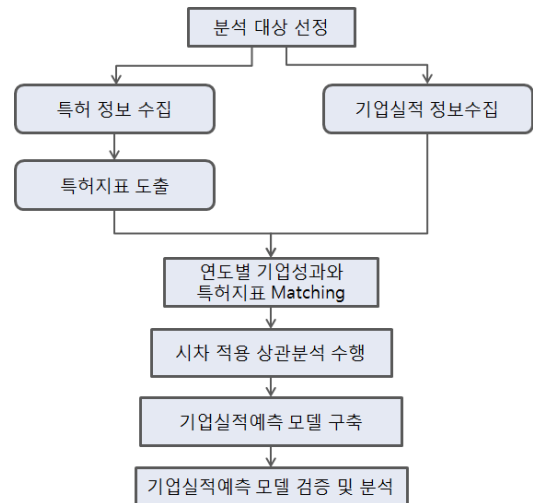 분석 대상 선정
특허 정보 수집
기업실적 정보수집
특허지표 도출
연도별 기업성과와
특허지표 Matching
시차 적용 상관분석 수행
기업실적예측 모델 구축
기업실적예측 모델 검증 및 분석